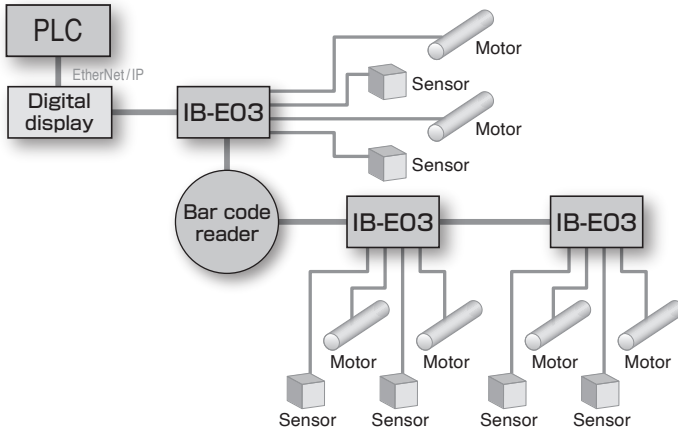 PLC
EtherNet/IP
Digital
display
IB-E03
Motor
Sensor
Motor
Sensor
Bar code
reader
IB-E03
IB-E03
Motor
Motor
Motor
Motor
Sensor
Sensor
Sensor
Sensor